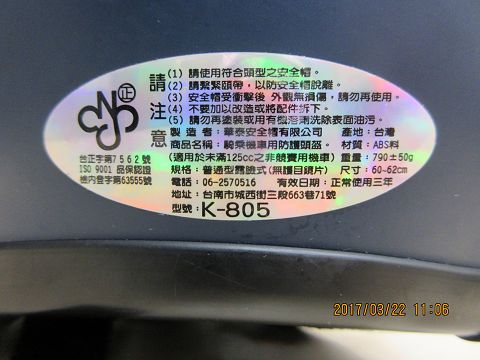 請注意
(1) 請使用符合頭型之安全帽。
(2) 請繫緊頭帶，以防安全帽脫離。
(3) 安全帽受衝擊後 外觀無損傷，請勿再使用。
(4) 不要加以改造或將配件拆下。
(5) 請勿再塗裝或用有機溶劑洗除表面油污。
製造者：華泰安全帽有限公司 產地：台灣
商品名稱：騎乘機車用防護頭盔。 材質：ABS料
(適用於未滿125cc之非競賽用機車) 重量：790±50g
規格：普通型露臉式(無護目鏡片) 尺寸：60-62cm
電話：06-2570516 有效日期：正常使用三年
地址：台南市城西街三段663巷71號
型號：K-805
正
台正字第7562號
ISO 9001 品保認證
檢內登字第63555號
2017/03/22 11:06